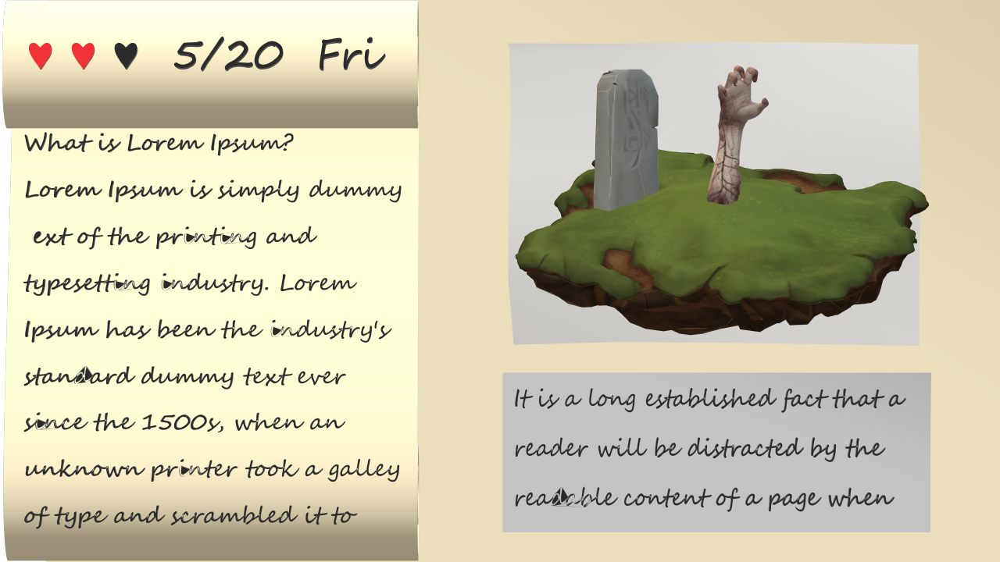 ♥ ♥ ♥ 5/20 Fri
What is Lorem Ipsum?
Lorem Ipsum is simply dummy
ext of the printing and
typesetting industry. Lorem
Ipsum has been the industry's
standard dummy text ever
since the 1500s, when an
unknown printer took a galley
of type and scrambled it to
It is a long established fact that a
reader will be distracted by the
readable content of a page when